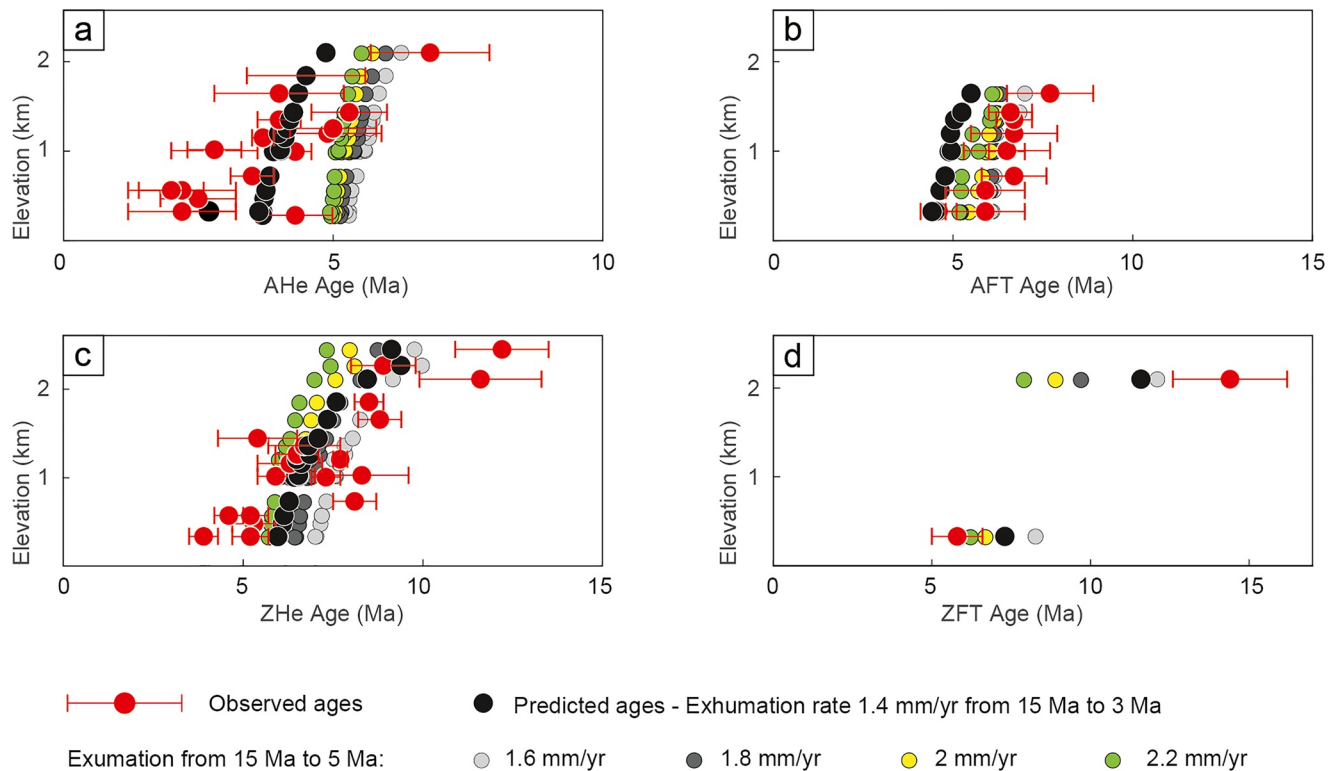 a
2
1
Elevation (km)
0
5
10
AHe Age (Ma)
b
2
1
Elevation (km)
0
5
10
15
AFT Age (Ma)
c
2
1
Elevation (km)
0
5
10
15
ZHe Age (Ma)
d
2
1
Elevation (km)
0
5
10
15
ZFT Age (Ma)
Observed ages
Predicted ages - Exhumation rate 1.4 mm/yr from 15 Ma to 3 Ma
Exumation from 15 Ma to 5 Ma: 1.6 mm/yr 1.8 mm/yr 2 mm/yr 2.2 mm/yr